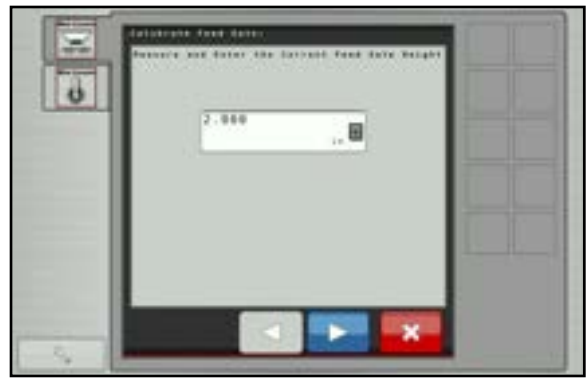 Calibrate Feed Gate:
Measure and Enter the Current Feed Gate Height
2.000
in